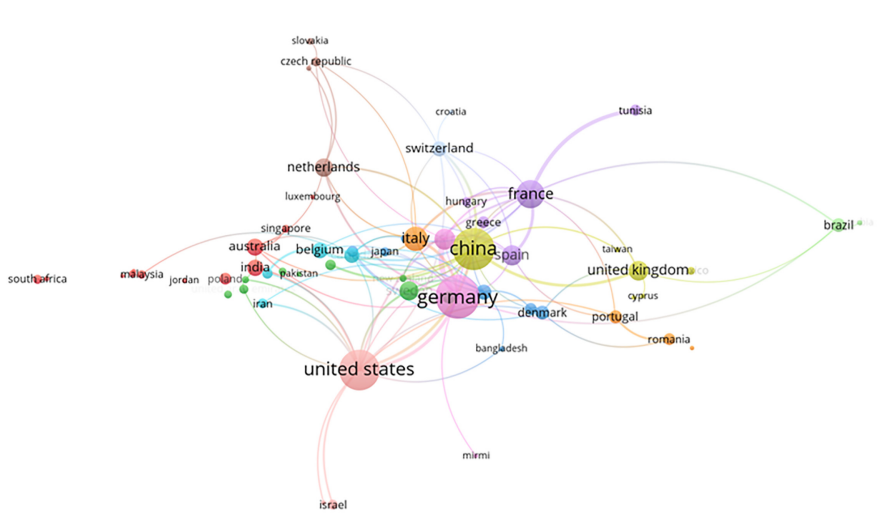 slovakia
czech republic
croatia
tunisia
switzerland
netherlands
luxembourg
france
hungary
greece
brazil
singapore
australia
belgium
japan
italy
china
spain
taiwan
united kingdom
south africa
malaysia
jordan
poland
india
pakistan
iran
germany
cyprus
denmark
portugal
romania
bangladesh
united states
mirmi
israel